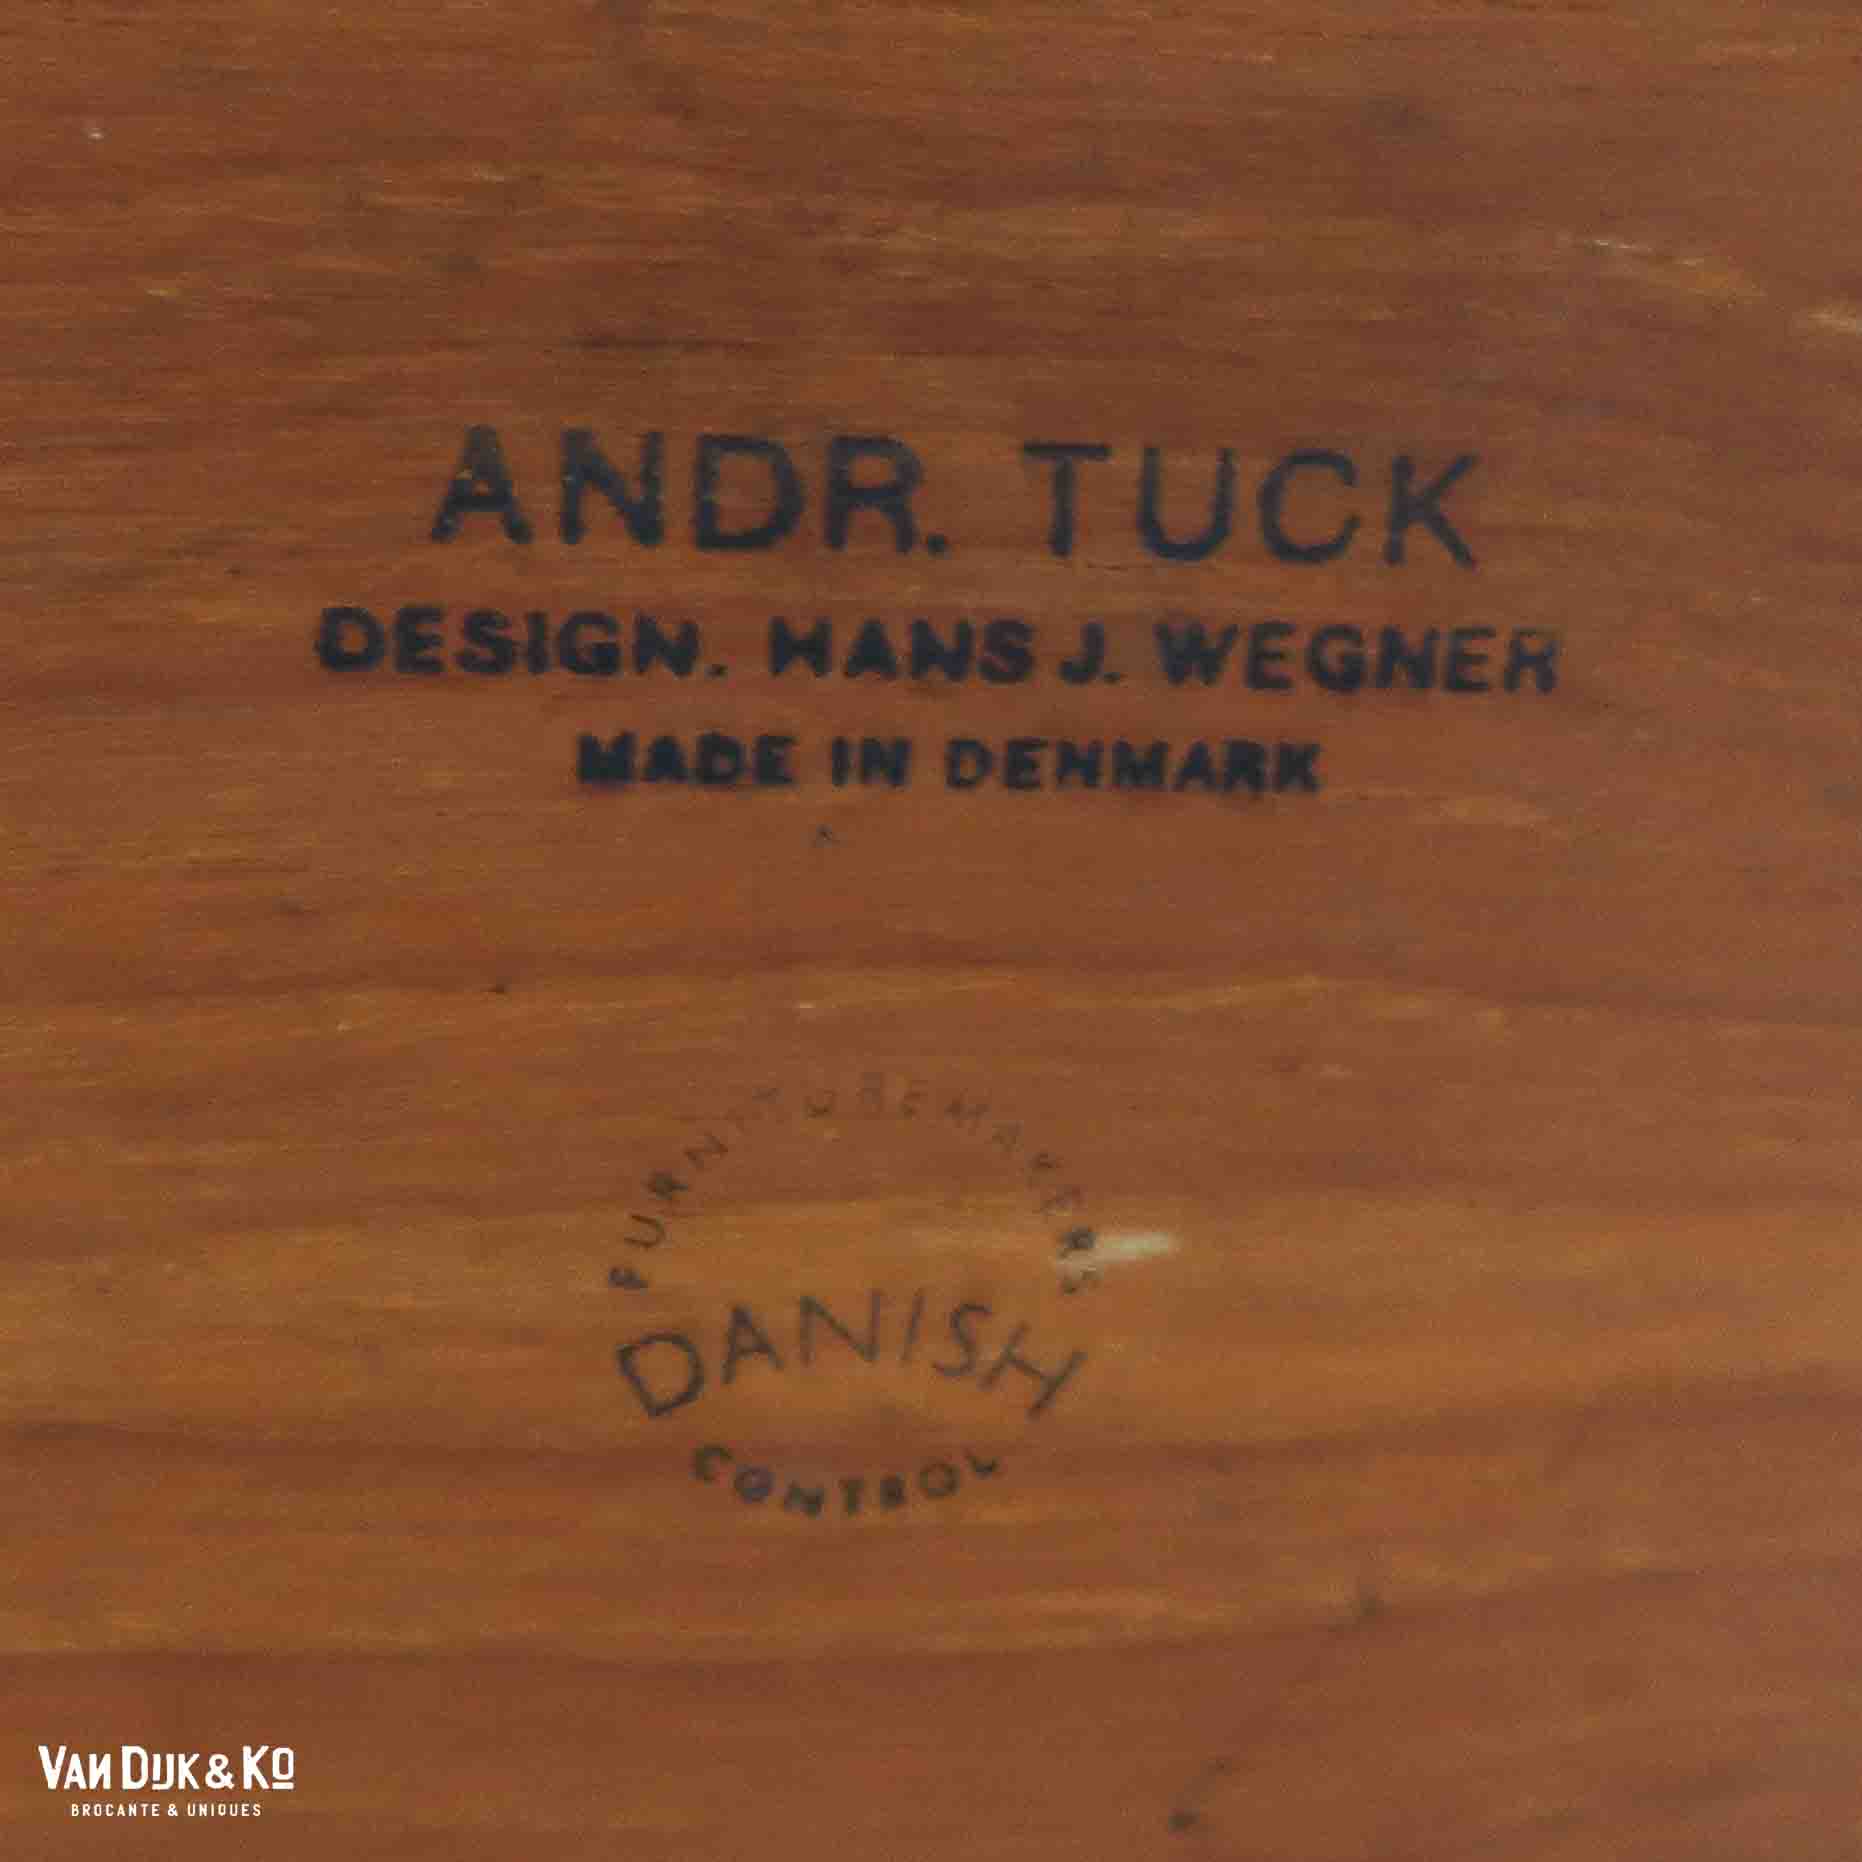 ANDR. TUCK
DESIGN. HANS J. WEGNER
MADE IN DENMARK
FURNITUREMAKERS
DANISH
CONTROL
VAN DIJK & KO
BROCANTE & UNIQUES